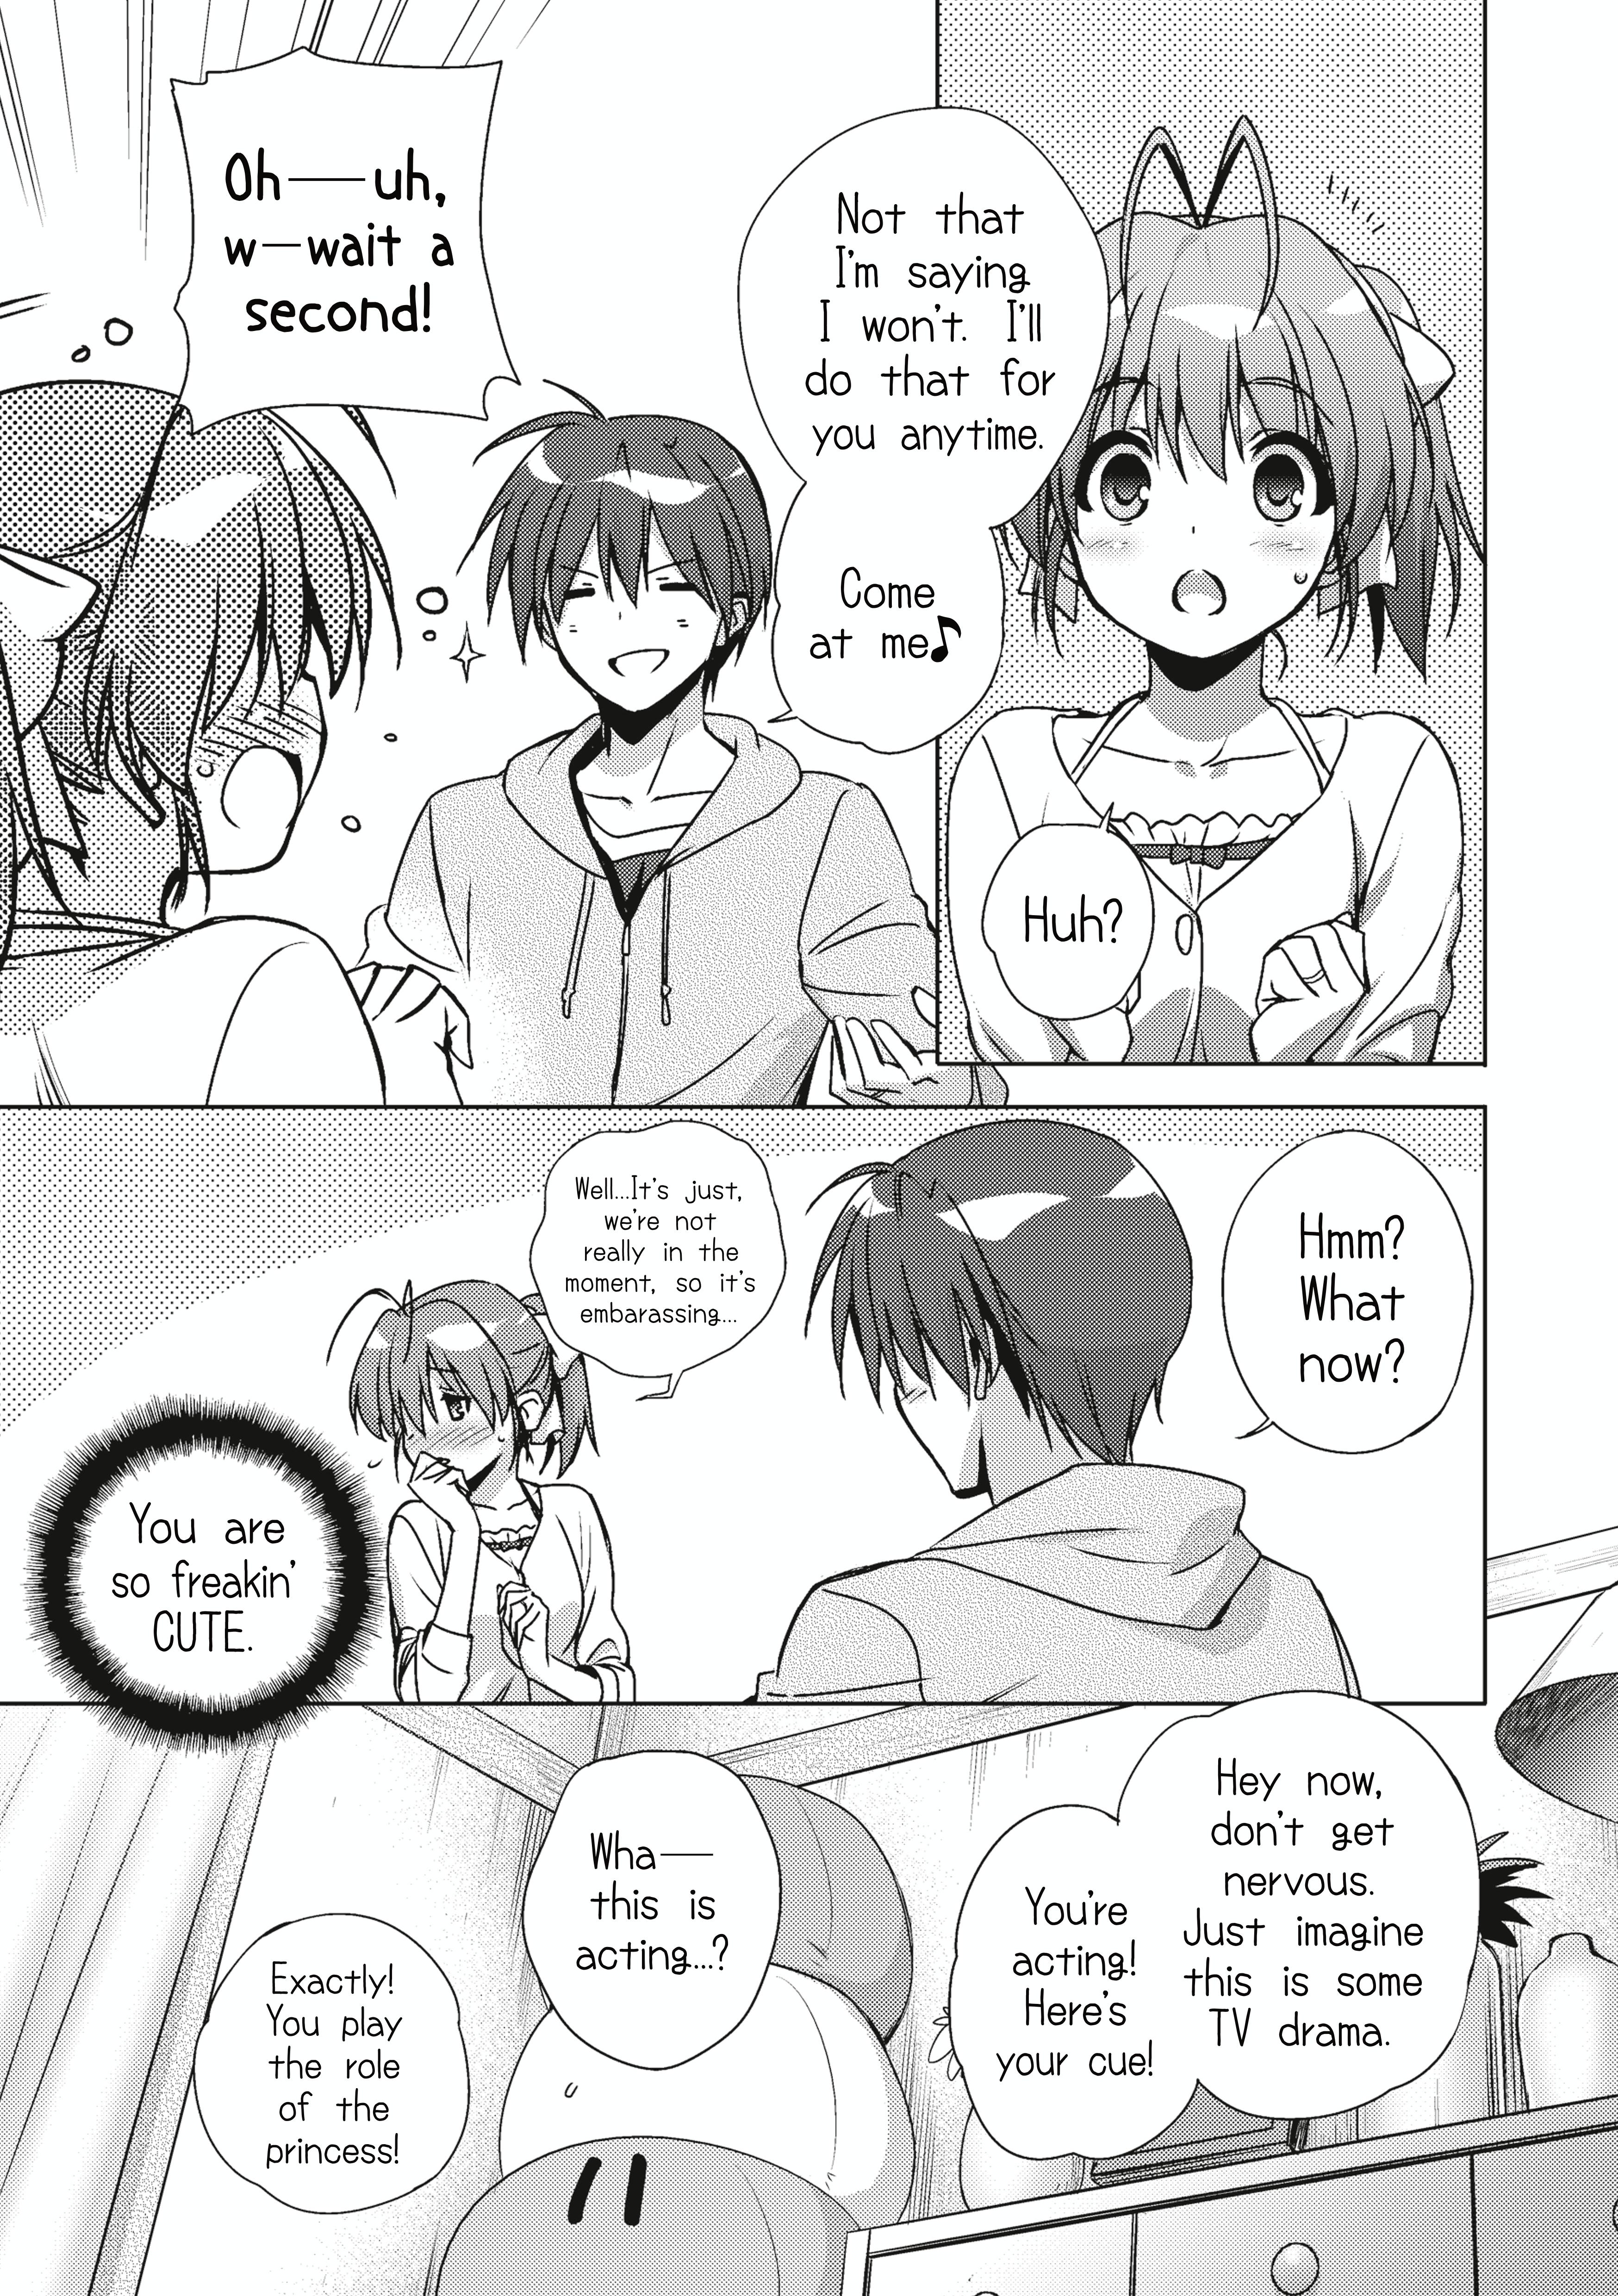 Huh?
Not that
I'm saying
I won't. I'll
do that for
you anytime.
Come
at me♪
Oh—uh,
w—wait a
second!
Hmm?
What
now?
Well...It's just,
we're not
really in the
moment, so it's
embarassing...
You are
so freakin'
CUTE.
Hey now,
don't get
nervous.
Just imagine
this is some
TV drama.
You're
acting!
Here's
your cue!
Wha—
this is
acting...?
Exactly!
You play
the role
of the
princess!